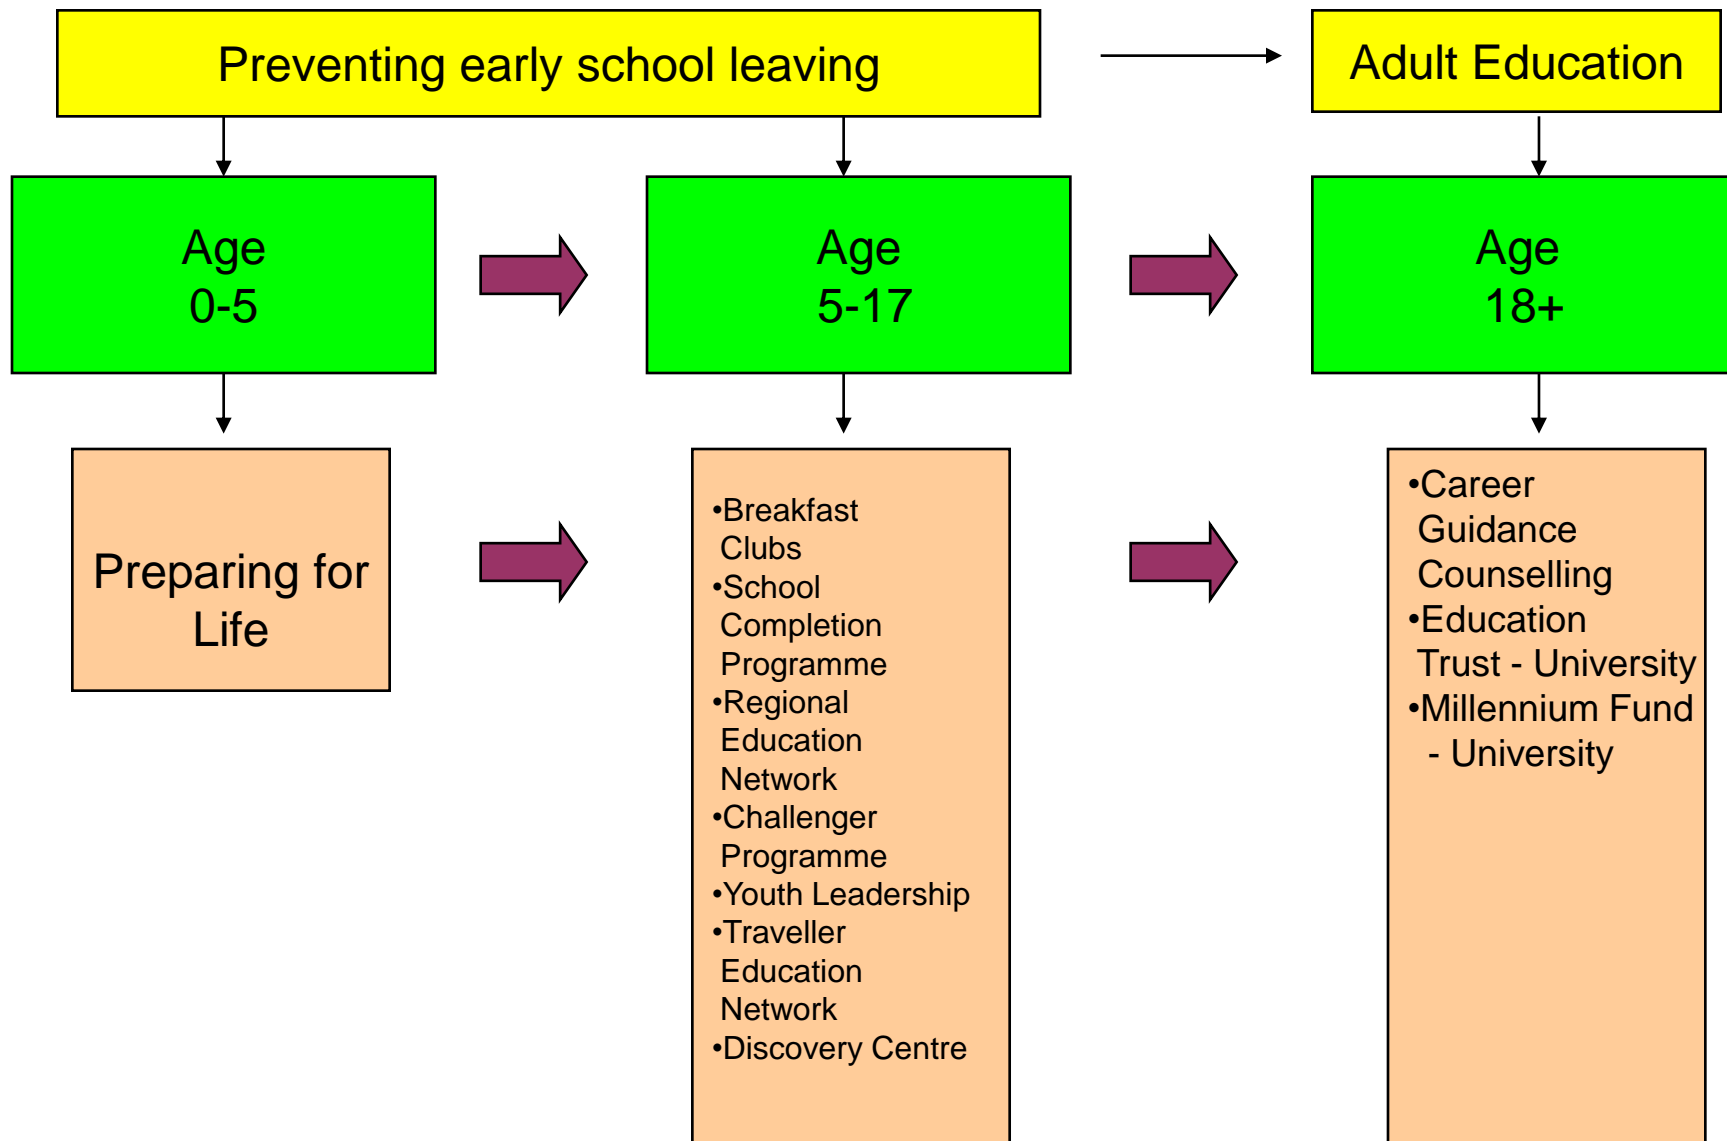 Preventing early school leaving
Adult Education
Age
0-5
Age
5-17
Age
18+
Preparing for
Life
•Breakfast
Clubs
•School
Completion
Programme
•Regional
Education
Network
•Challenger
Programme
•Youth Leadership
•Traveller
Education
Network
•Discovery Centre
•Career
Guidance
Counselling
•Education
Trust - University
•Millennium Fund
- University